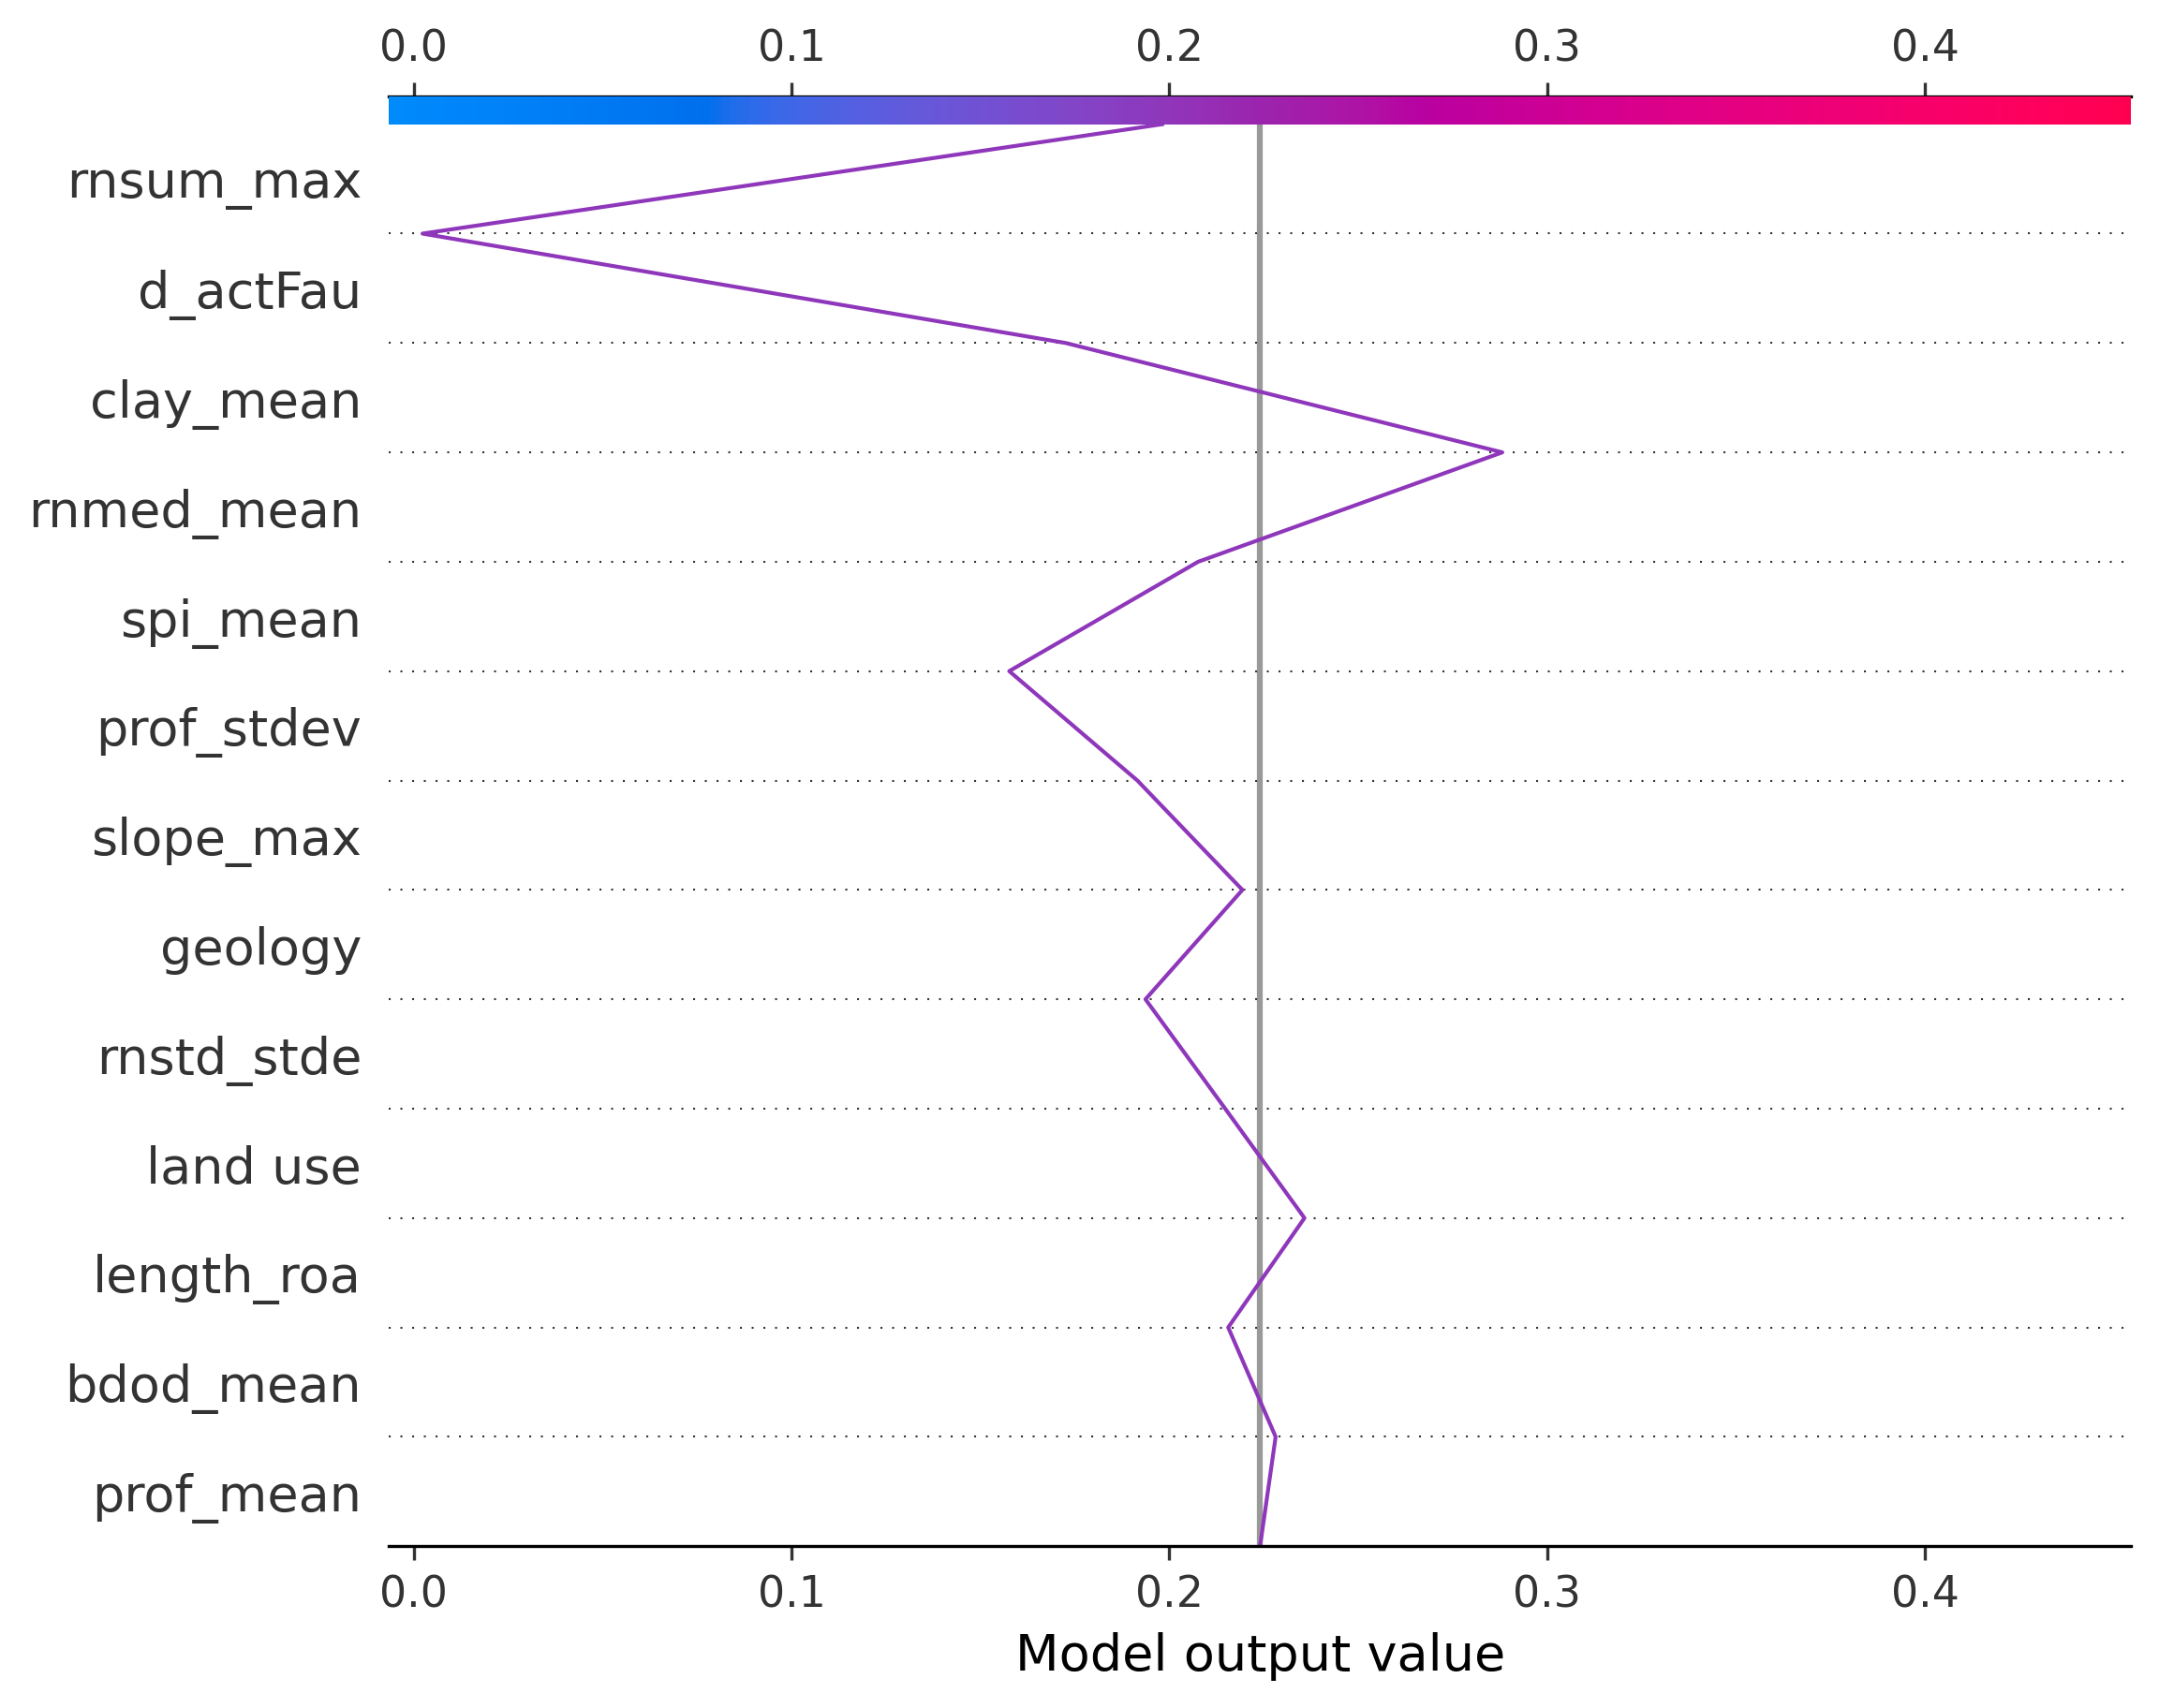 0.0 0.1 0.2 0.3 0.4
rnsum_max
d_actFau
clay_mean
rnmed_mean
spi_mean
prof_stdev
slope_max
geology
rnstd_stde
land use
length_roa
bdod_mean
prof_mean
0.0 0.1 0.2 0.3 0.4
Model output value